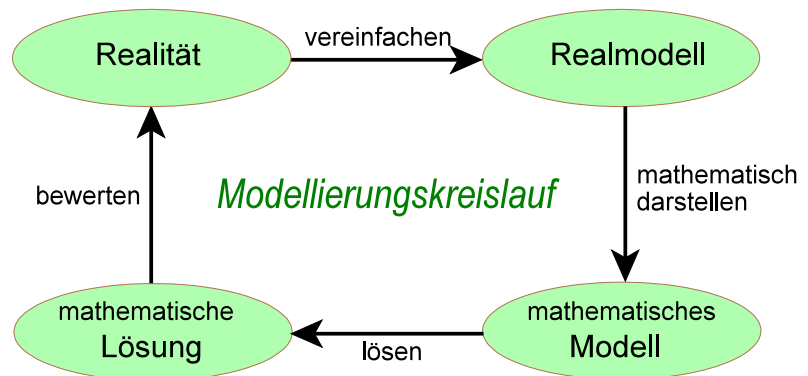 Realität
vereinfachen
Realmodell
mathematisch
darstellen
bewerten
Modellierungskreislauf
mathematische
Lösung
lösen
mathematisches
Modell